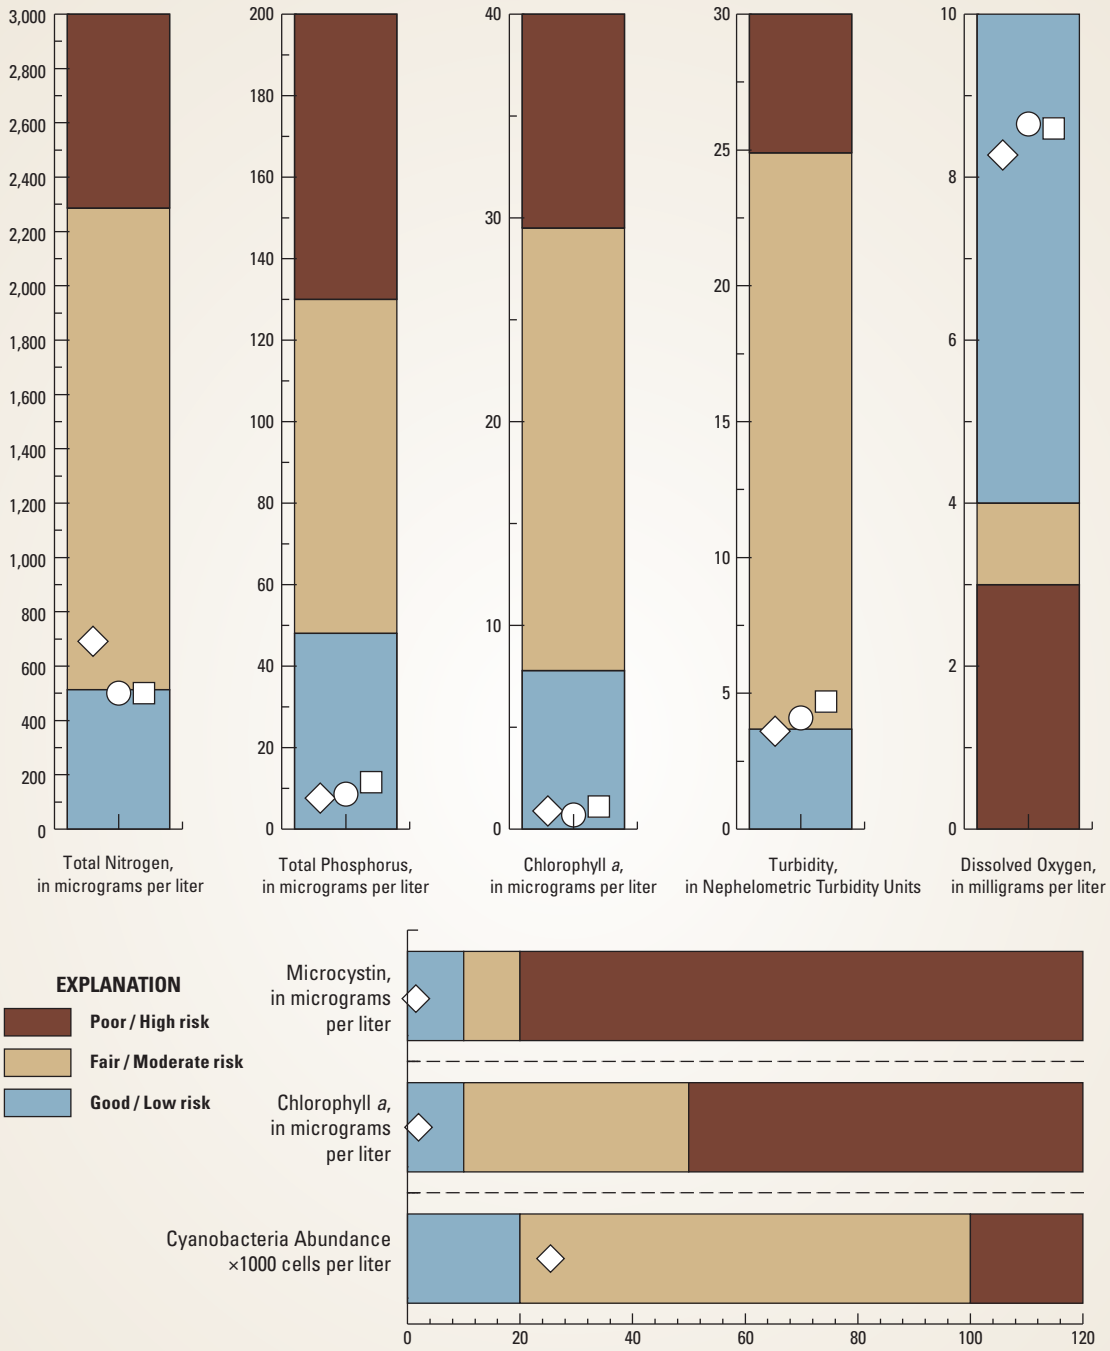 3,000
2,800
2,600
2,400
2,200
2,000
1,800
1,600
1,400
1,200
1,000
800
600
400
200
0
Total Nitrogen,
in micrograms per liter
200
180
160
140
120
100
80
60
40
20
0
Total Phosphorus,
in micrograms per liter
40
30
20
10
0
Chlorophyll a,
in micrograms per liter
30
25
20
15
10
5
0
Turbidity,
in Nephelometric Turbidity Units
10
8
6
4
2
0
Dissolved Oxygen,
in milligrams per liter
EXPLANATION
Poor / High risk
Fair / Moderate risk
Good / Low risk
Microcystin,
in micrograms
per liter
Chlorophyll a,
in micrograms
per liter
Cyanobacteria Abundance
×1000 cells per liter
0 20 40 60 80 100 120